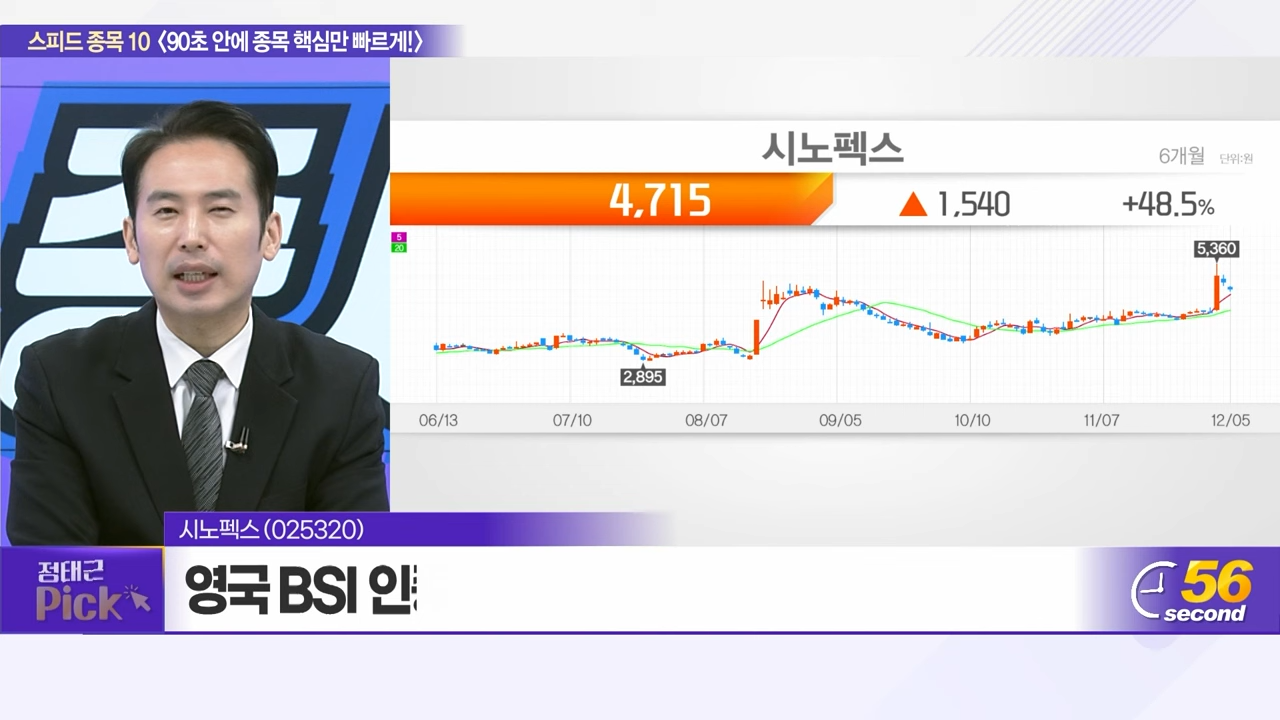 스피드 종목 10 〈90초 안에 종목 핵심만 빠르게!〉
시노펙스
6개월 단위:원
4,715 ▲ 1,540 +48.5%
5
20
5,360
2,895
06/13 07/10 08/07 09/05 10/10 11/07 12/05
시노펙스 (025320)
정태근
Pick
영국 BSI
56
second